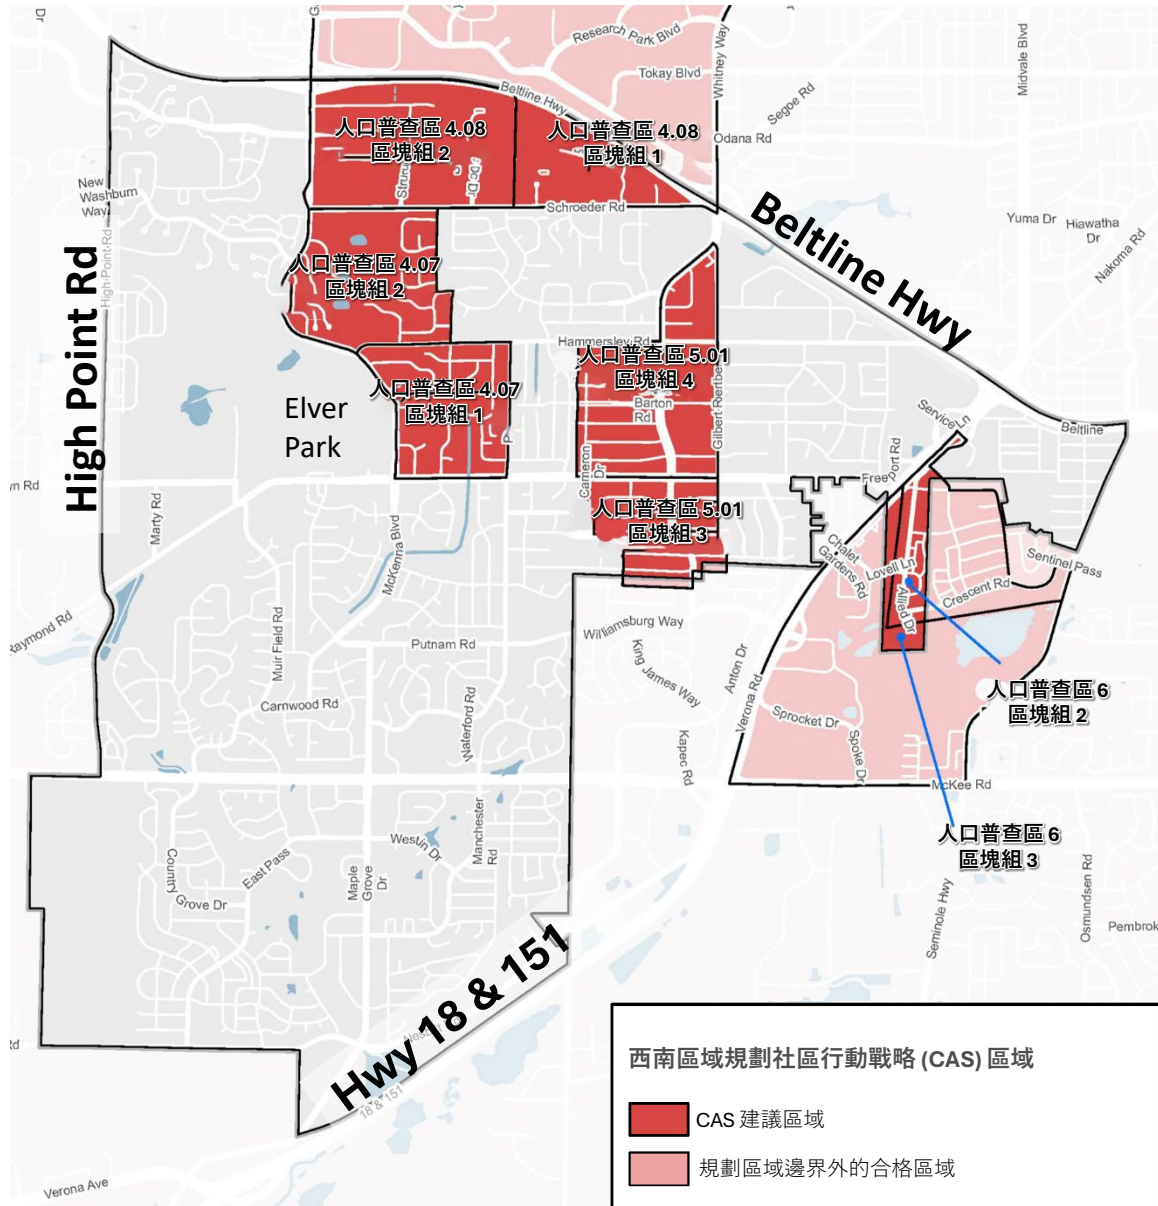 Research Park Blvd
Tokay Blvd
Whitney Way
Midvale Blvd
Segoe Rd
Beltline Hwy
Odana Rd
人口普查區 4.08
區塊組 2
人口普查區 4.08
區塊組 1
Struck
Schroeder Rd
New
Washburn
Way
Yuma Dr
Hiawatha
Dr
Nakoma Rd
Beltline Hwy
High Point Rd
High Point Rd
人口普查區 4.07
區塊組 2
Hammersley Rd
人口普查區 5.01
區塊組 4
人口普查區 4.07
區塊組 1
Elver
Park
Barton
Rd
Service Ln
Beltline
Cameron
Dr
Freeport Rd
yn Rd
Marty Rd
McKenna Blvd
人口普查區 5.01
區塊組 3
Chalet
Gardens Rd
Lovell Ln
Allied Dr
Crescent Rd
Sentinel Pass
Raymond Rd
Muir Field Rd
Putnam Rd
Williamsburg Way
King James Way
Anton Dr
Verona Rd
人口普查區 6
區塊組 2
Carnwood Rd
Waterford Rd
Sprocket Dr
Spoke Dr
Kapec Rd
McKee Rd
人口普查區 6
區塊組 3
Country
Grove Dr
East Pass
Maple
Grove
Dr
Westin Dr
Manchester
Rd
Seminole Hwy
Osmundsen Rd
Pembrok
Hwy 18 & 151
18 & 151
Verona Ave
西南區域規劃社區行動戰略 (CAS) 區域
CAS 建議區域
規劃區域邊界外的合格區域